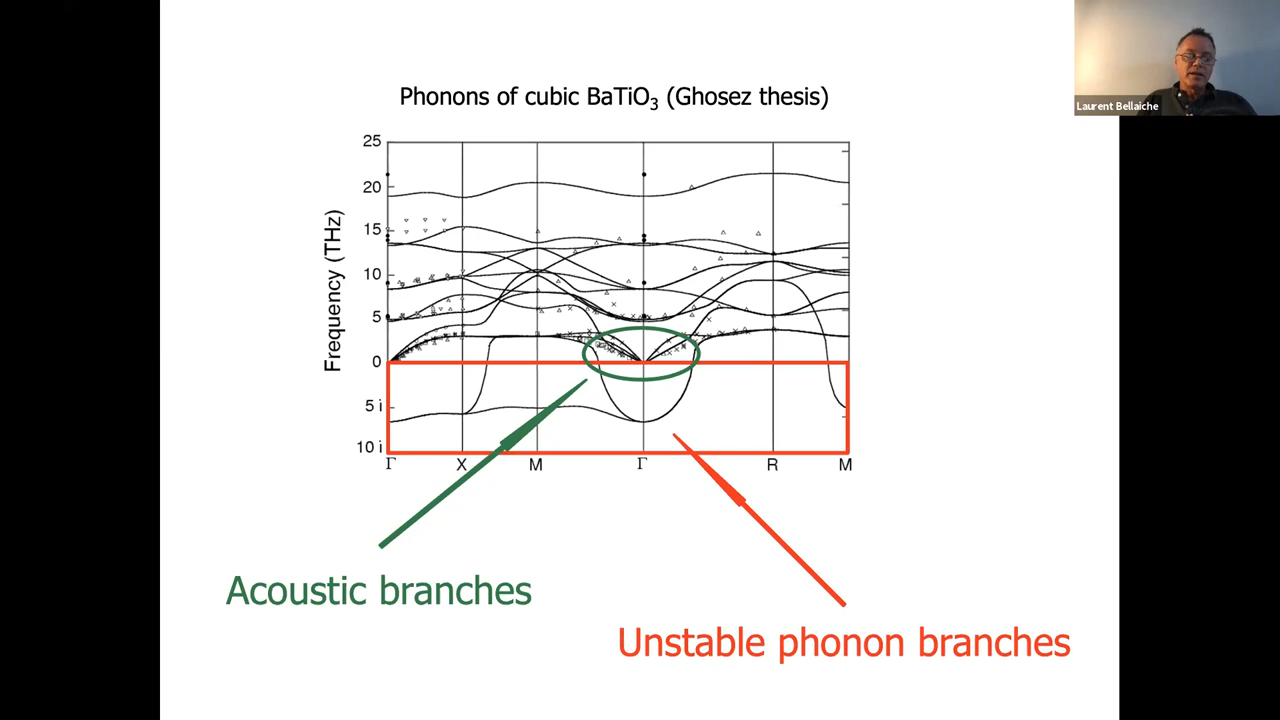 Laurent Bellaiche
Phonons of cubic BaTiO₃ (Ghosez thesis)
25
20
15
10
5
0
5 i
10 i
Frequency (THz)
Γ X M Γ R M
Acoustic branches
Unstable phonon branches